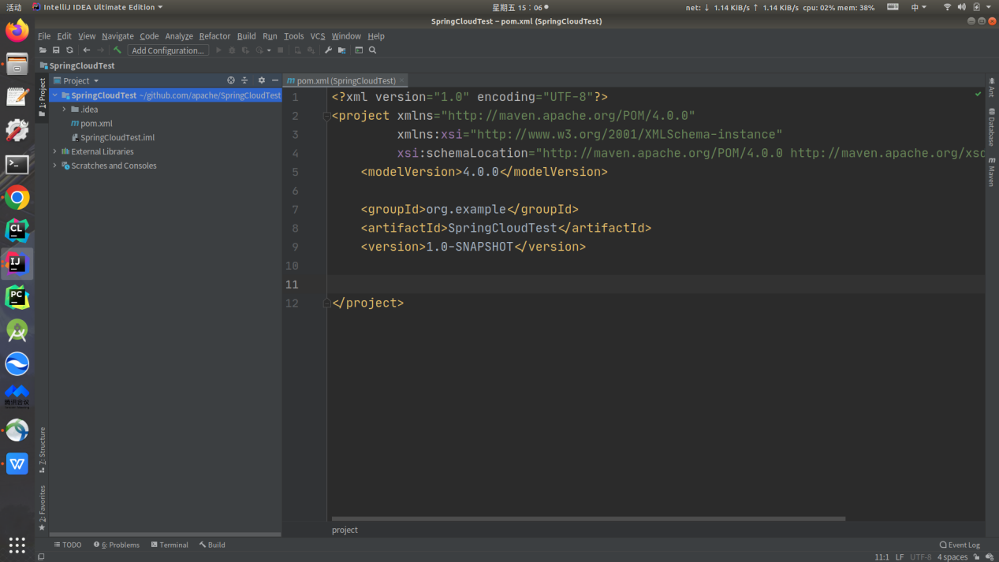 活动
IntelliJ IDEA Ultimate Edition
星期五 15：06
net: ↓ 1.14 KiB/s ↑ 1.14 KiB/s cpu: 02% mem: 38%
中
SpringCloudTest – pom.xml (SpringCloudTest)
File Edit View Navigate Code Analyze Refactor Build Run Tools VCS Window Help
Add Configuration...
SpringCloudTest
1: Project
Project
pom.xml (SpringCloudTest)
SpringCloudTest ~/github.com/apache/SpringCloudTest
.idea
pom.xml
SpringCloudTest.iml
External Libraries
Scratches and Consoles
1 <?xml version="1.0" encoding="UTF-8"?>
2 <project xmlns="http://maven.apache.org/POM/4.0.0"
3 xmlns:xsi="http://www.w3.org/2001/XMLSchema-instance"
4 xsi:schemaLocation="http://maven.apache.org/POM/4.0.0 http://maven.apache.org/xsd
5 <modelVersion>4.0.0</modelVersion>
6
7 <groupId>org.example</groupId>
8 <artifactId>SpringCloudTest</artifactId>
9 <version>1.0-SNAPSHOT</version>
10
11
12 </project>
Ant
Database
Maven
CL
IJ
PC
腾讯会议
W
Z: Structure
2: Favorites
project
TODO
6: Problems
Terminal
Build
Event Log
11:1 LF UTF-8 4 spaces